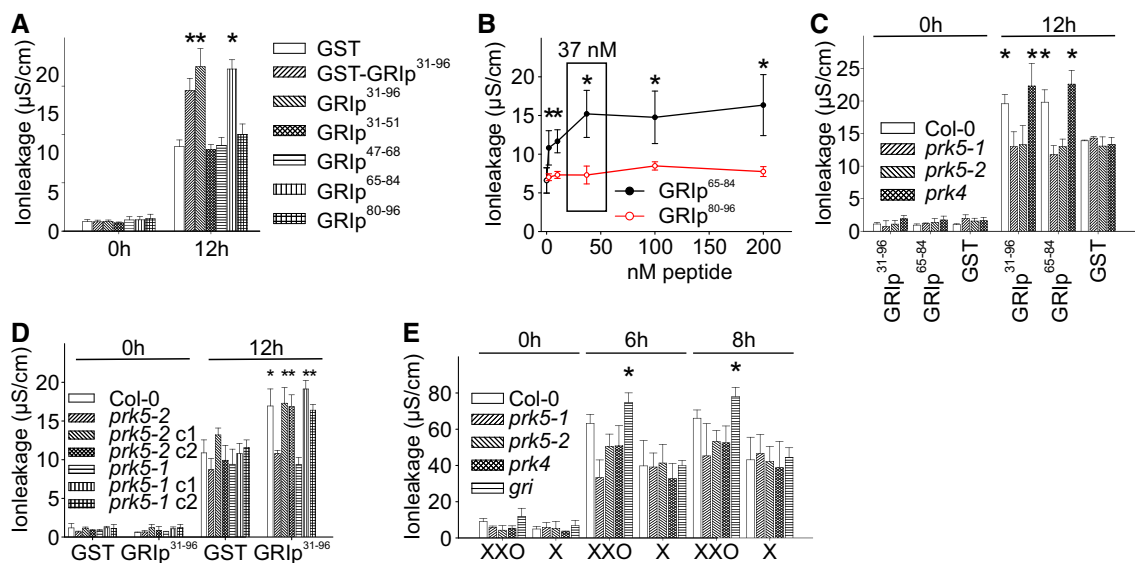 A
Ionleakage (µS/cm)
20
15
10
5
0
0h
12h
**
*
GST
GST-GRIp31-96
GRIp31-96
GRIp31-51
GRIp47-68
GRIp65-84
GRIp80-96
B
Ionleakage (µS/cm)
20
15
10
5
0
37 nM
**
*
*
*
GRIp65-84
GRIp80-96
0
50
100
150
200
nM peptide
C
0h
12h
Ionleakage (µS/cm)
25
20
15
10
5
0
* * ** *
Col-0
prk5-1
prk5-2
prk4
GRIp31-96
GRIp65-84
GST
GRIp31-96
GRIp65-84
GST
D
0h
12h
Ionleakage (µS/cm)
20
15
10
5
0
* ** **
Col-0
prk5-2
prk5-2 c1
prk5-2 c2
prk5-1
prk5-1 c1
prk5-1 c2
GST GRIp31-96
GST GRIp31-96
E
0h
6h
8h
Ionleakage (µS/cm)
80
60
40
20
0
*
*
Col-0
prk5-1
prk5-2
prk4
gri
XXO X XXO X XXO X